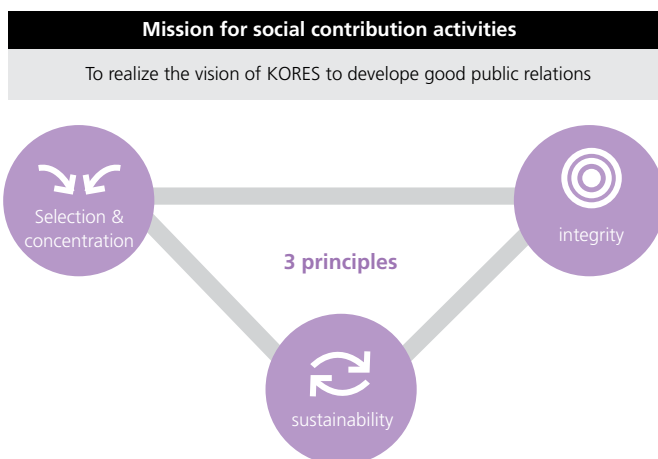 Mission for social contribution activities
To realize the vision of KORES to develope good public relations
Selection &
concentration
integrity
3 principles
sustainability